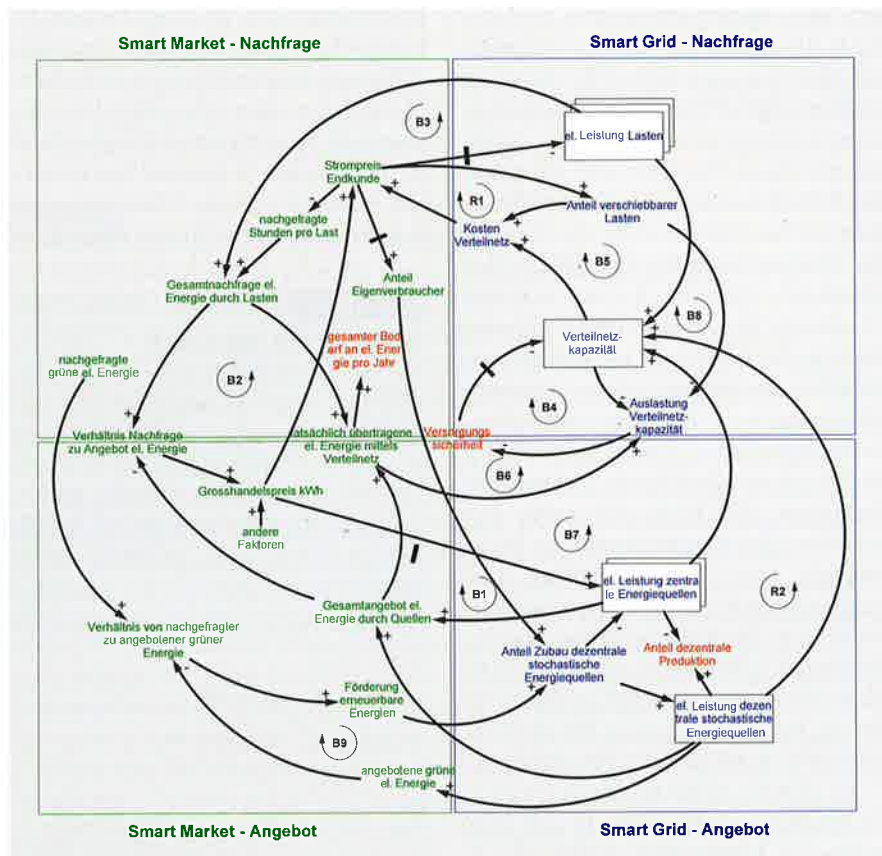 Smart Market - Nachfrage
Smart Grid - Nachfrage
B3
el. Leistung Lasten
-
Strompreis
Endkunde
+
+
-
+
R1
Anteil verschiebbarer
Lasten
+
nachgefragte
Stunden pro Last
Kosten
Verteilnetz
+
+
+
+
Gesamtnachfrage el.
Energie durch Lasten
Anteil
Eigenverbraucher
B5
B8
+
+
+
gesamter Bed
arf an el. Ener
gie pro Jahr
Verteilnetz-
kapazität
-
nachgefragte
grüne el. Energie
B2
+
B4
-
-
Auslastung
Verteilnetz-
kapazität
+
+
Verhältnis Nachfrage
zu Angebot el. Energie
atsächlich übertragene
el. Energie mittels
Verteilnetz
Versorgungs
sicherheit
-
+
-
+
+
B6
Grosshandelspreis kWh
+
andere
Faktoren
B7
el. Leistung zentra
le Energiequellen
+
B1
R2
Gesamtangebot el.
Energie durch Quellen
+
+
Verhältnis von nachgefragter
zu angebotener grüner
Energie
+
-
+
Anteil Zubau dezentrale
stochastische
Energiequellen
-
-
Anteil dezentrale
Produktion
+
Förderung
erneuerbare
Energien
+
+
+
el. Leistung dezen
trale stochastische
Energiequellen
B9
angebotene grüne
el. Energie
+
Smart Market - Angebot
Smart Grid - Angebot